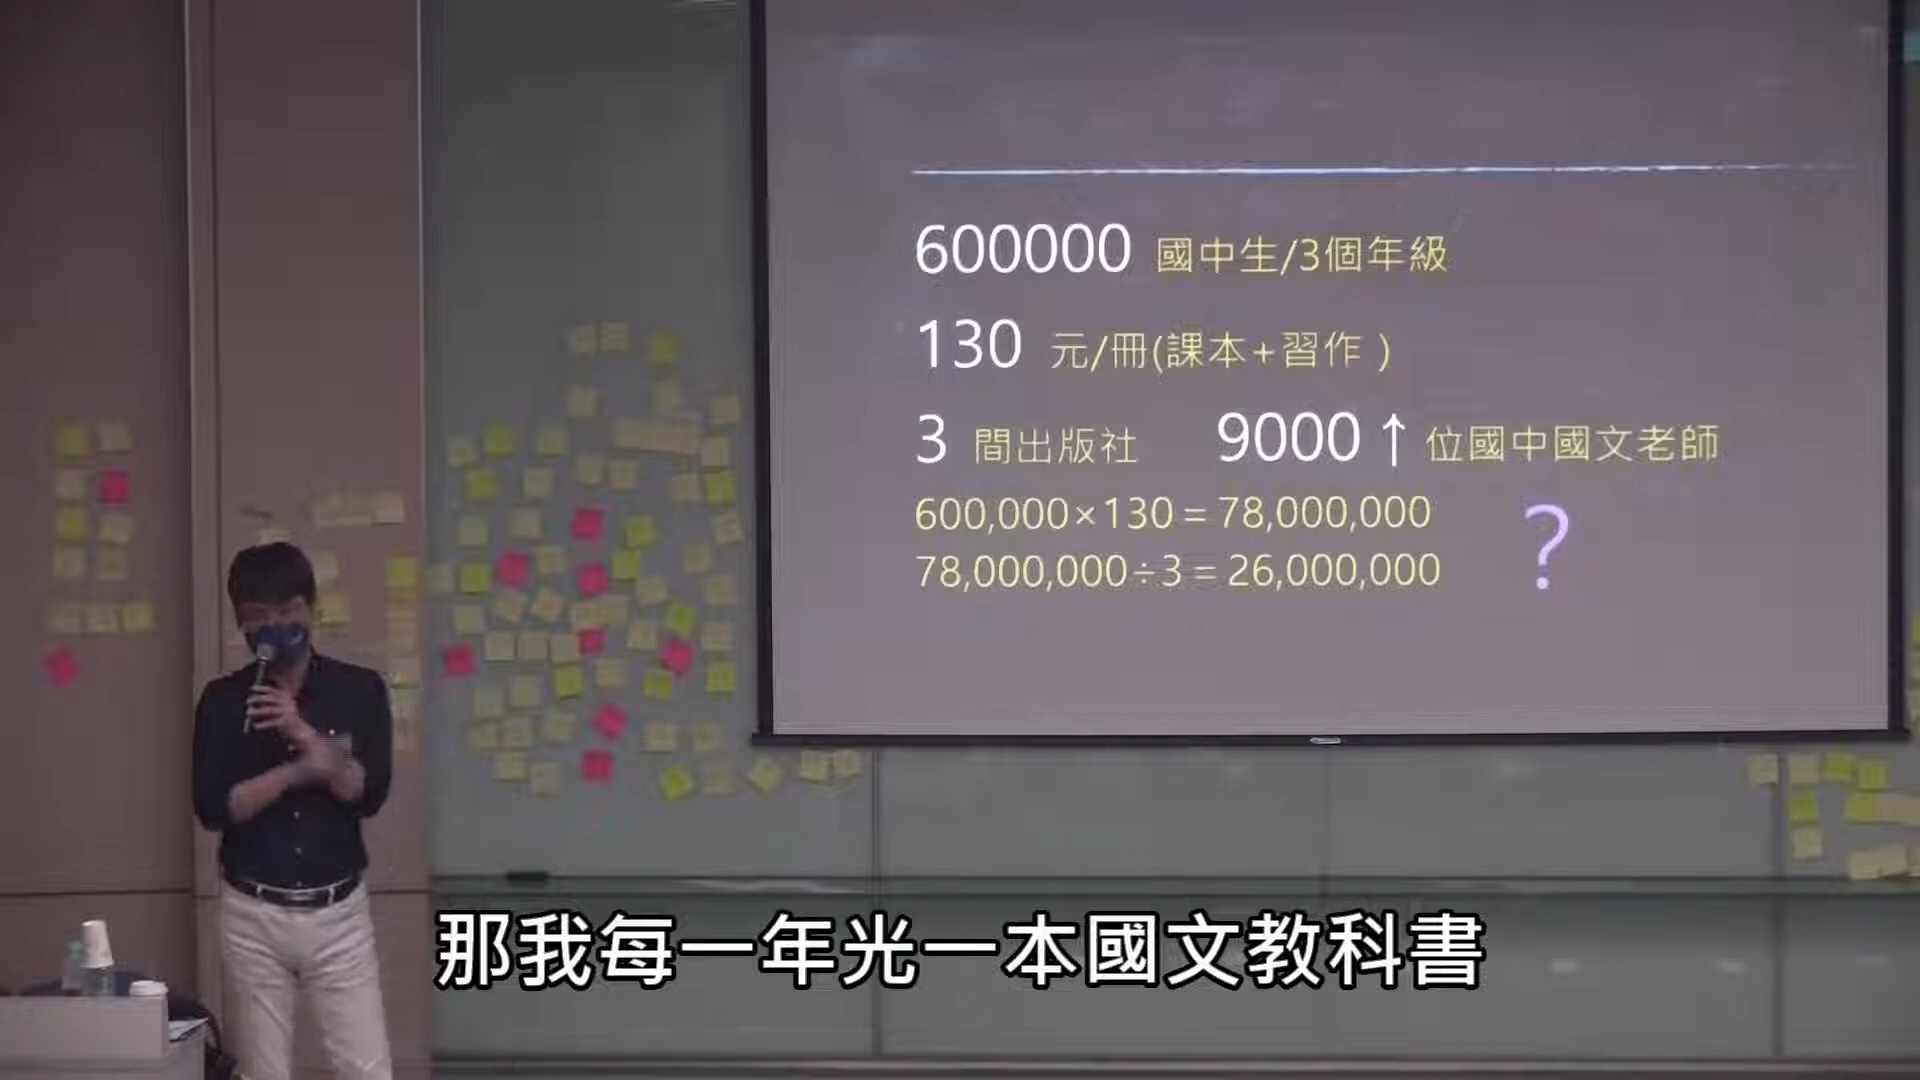 600000 國中生/3個年級
130 元/冊(課本+習作 )
3 間出版社 9000↑位國中國文老師
600,000×130=78,000,000
78,000,000÷3=26,000,000 ?
那我每一年光一本國文教科書